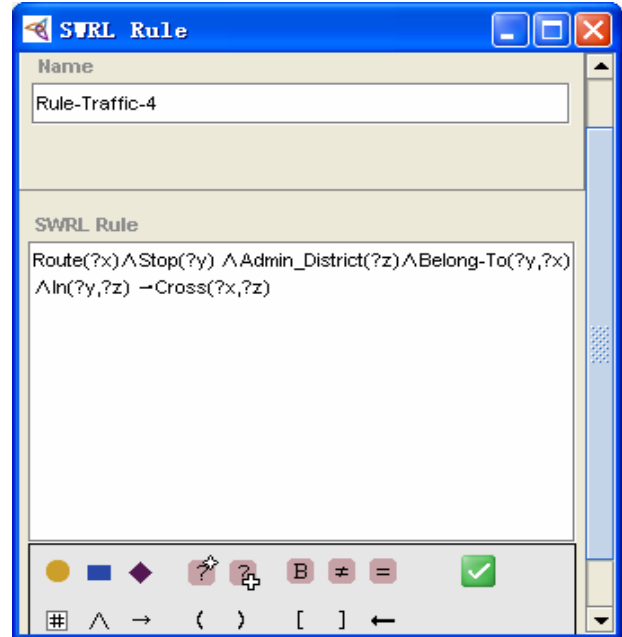 SWRL Rule
Name
Rule-Traffic-4
SWRL Rule
Route(?x)∧Stop(?y) ∧Admin_District(?z)∧Belong-To(?y,?x)
∧In(?y,?z) →Cross(?x,?z)
? ? B ≠ =
# ∧ → ( ) [ ] ←